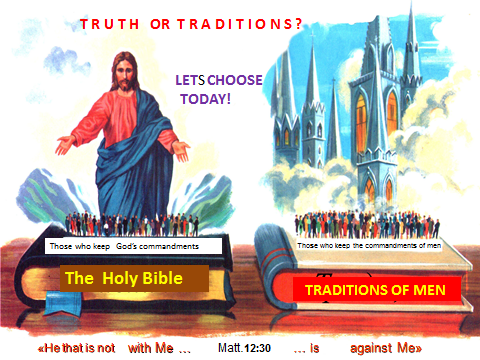 TRUTH OR TRADITIONS?
LETS CHOOSE
TODAY!
Those who keep God's commandments
Those who keep the commandments of men
The Holy Bible
TRADITIONS OF MEN
«He that is not with Me ... Matt.12:30 ... is against Me»